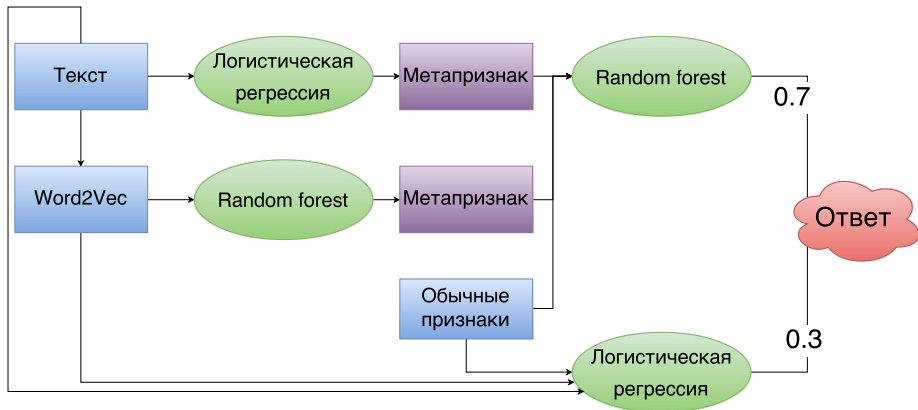 Текст
Логистическая
регрессия
Метапризнак
Random forest
0.7
Word2Vec
Random forest
Метапризнак
Ответ
Обычные
признаки
0.3
Логистическая
регрессия